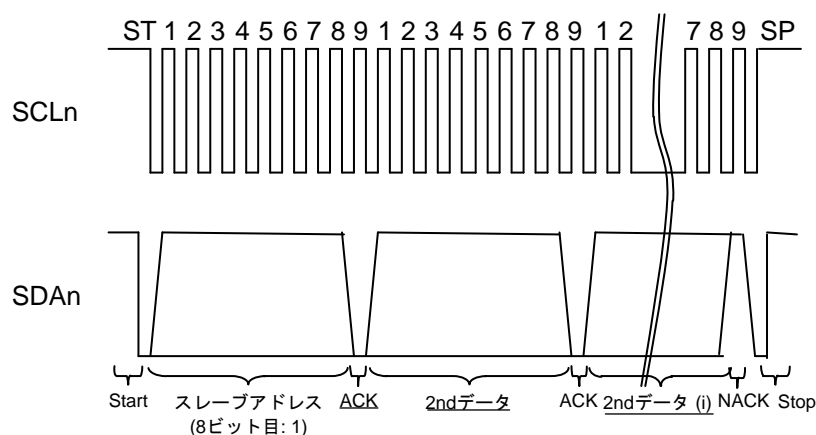 ST 1 2 3 4 5 6 7 8 9 1 2 3 4 5 6 7 8 9 1 2 7 8 9 SP
SCLn
SDAn
Start スレーブアドレス ACK 2ndデータ ACK 2ndデータ (i) NACK Stop
(8ビット目: 1)